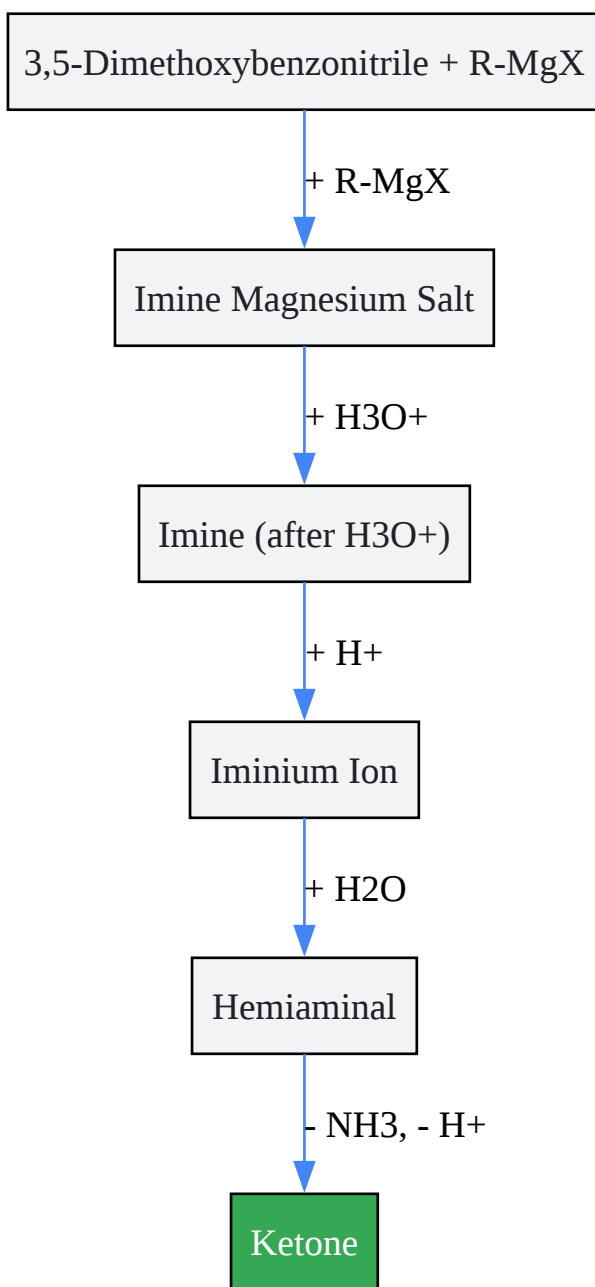 3,5-Dimethoxybenzonitrile + R-MgX
+ R-MgX
Imine Magnesium Salt
+ H3O+
Imine (after H3O+)
+ H+
Iminium Ion
+ H2O
Hemiaminal
- NH3, - H+
Ketone